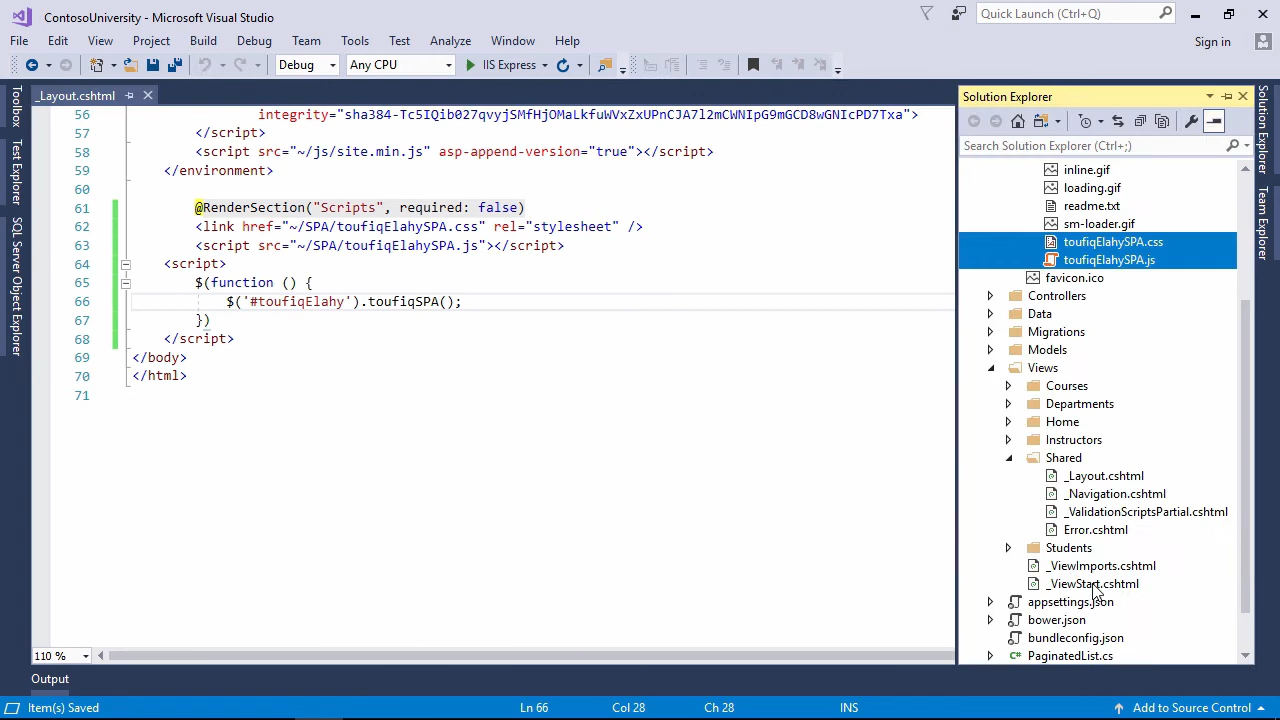 ContosoUniversity - Microsoft Visual Studio
Quick Launch (Ctrl+Q)
File Edit View Project Build Debug Team Tools Test Analyze Window Help
Sign in
Debug Any CPU IIS Express
_Layout.cshtml
Toolbox
Test Explorer
SQL Server Object Explorer
56 integrity="sha384-Tc5IQib027qvyjSMfHjOMaLkfuWVxZxUPnCJA7l2mCWNIpG9mGCD8wGNIcPD7Txa">
57 </script>
58 <script src="~/js/site.min.js" asp-append-version="true"></script>
59 </environment>
60
61 @RenderSection("Scripts", required: false)
62 <link href="~/SPA/toufiqElahySPA.css" rel="stylesheet" />
63 <script src="~/SPA/toufiqElahySPA.js"></script>
64 <script>
65 $(function () {
66 $('#toufiqElahy').toufiqSPA();
67 })
68 </script>
69 </body>
70 </html>
71
110 %
Solution Explorer
Search Solution Explorer (Ctrl+;)
inline.gif
loading.gif
readme.txt
sm-loader.gif
toufiqElahySPA.css
toufiqElahySPA.js
favicon.ico
Controllers
Data
Migrations
Models
Views
Courses
Departments
Home
Instructors
Shared
_Layout.cshtml
_Navigation.cshtml
_ValidationScriptsPartial.cshtml
Error.cshtml
Students
_ViewImports.cshtml
_ViewStart.cshtml
appsettings.json
bower.json
bundleconfig.json
PaginatedList.cs
Solution Explorer
Team Explorer
Output
Item(s) Saved Ln 66 Col 28 Ch 28 INS Add to Source Control